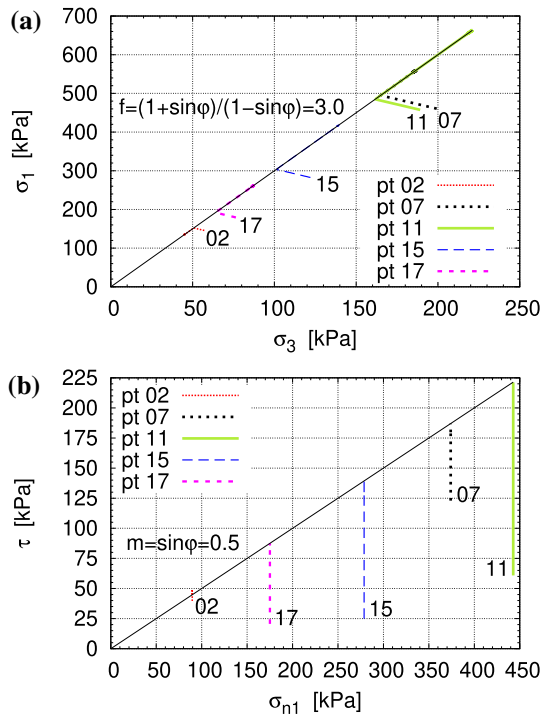 (a)
700
600
500
400
300
200
100
0
σ1 [kPa]
f=(1+sinφ)/(1−sinφ)=3.0
11 07
15
17
02
pt 02
pt 07
pt 11
pt 15
pt 17
0 50 100 150 200 250
σ3 [kPa]
(b)
225
200
175
150
125
100
75
50
25
0
τ [kPa]
pt 02
pt 07
pt 11
pt 15
pt 17
m=sinφ=0.5
02
17
15
07
11
0 50 100 150 200 250 300 350 400 450
σn1 [kPa]